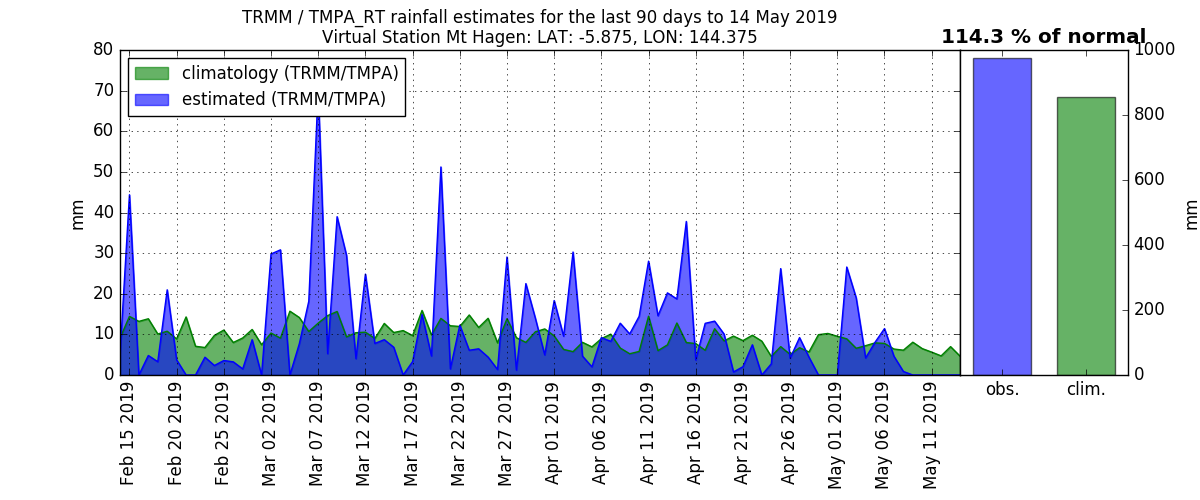 TRMM / TMPA_RT rainfall estimates for the last 90 days to 14 May 2019
Virtual Station Mt Hagen: LAT: -5.875, LON: 144.375
114.3 % of normal
climatology (TRMM/TMPA)
estimated (TRMM/TMPA)
mm
80
70
60
50
40
30
20
10
0
Feb 15 2019
Feb 20 2019
Feb 25 2019
Mar 02 2019
Mar 07 2019
Mar 12 2019
Mar 17 2019
Mar 22 2019
Mar 27 2019
Apr 01 2019
Apr 06 2019
Apr 11 2019
Apr 16 2019
Apr 21 2019
Apr 26 2019
May 01 2019
May 06 2019
May 11 2019
obs.
clim.
1000
800
600
400
200
0
mm